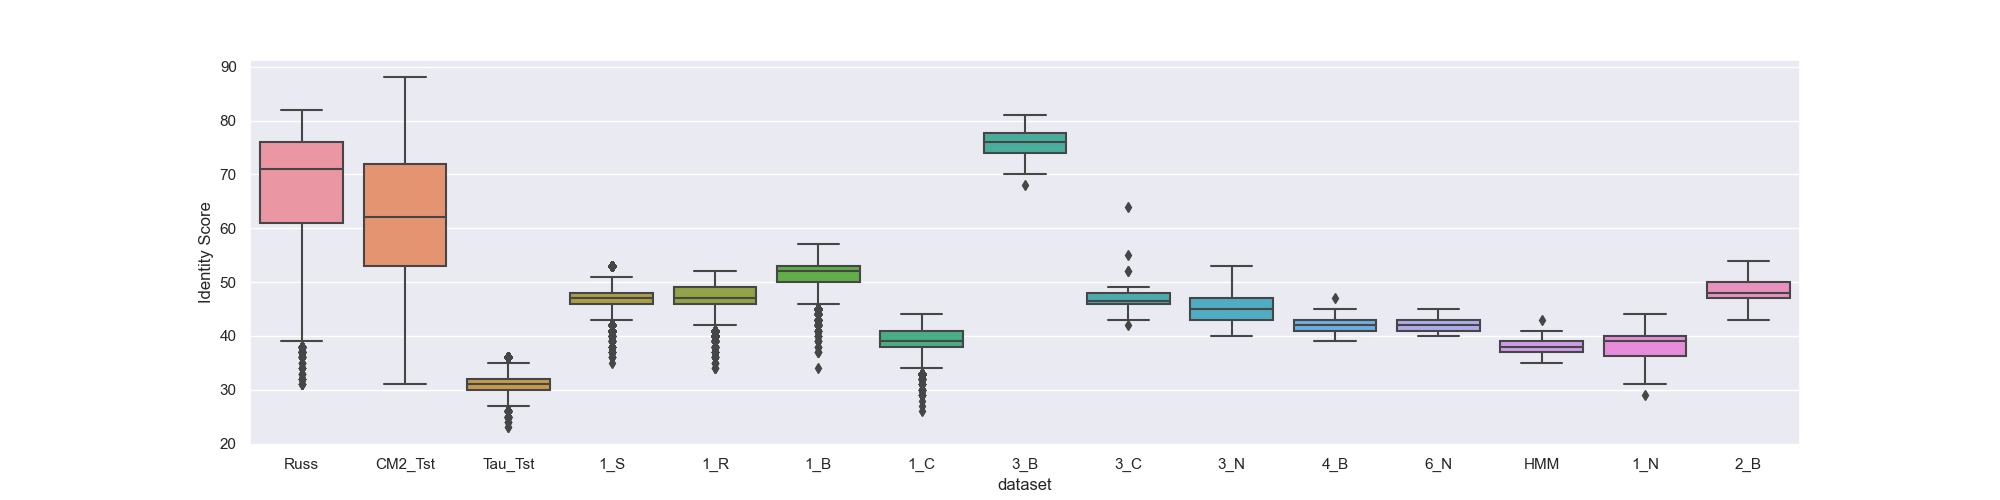 90
80
70
60
50
40
30
20
Identity Score
Russ CM2_Tst Tau_Tst 1_S 1_R 1_B 1_C 3_B 3_C 3_N 4_B 6_N HMM 1_N 2_B
dataset